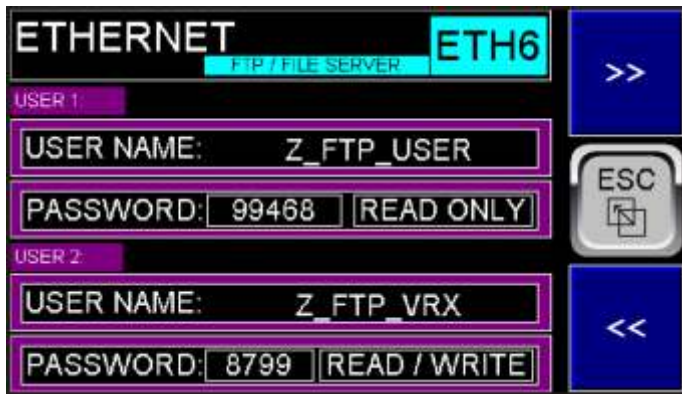 ETHERNET
FTP / FILE SERVER
ETH6
>>
USER 1:
USER NAME: Z_FTP_USER
PASSWORD: 99468 READ ONLY
ESC
USER 2:
USER NAME: Z_FTP_VRX
<<
PASSWORD: 8799 READ / WRITE